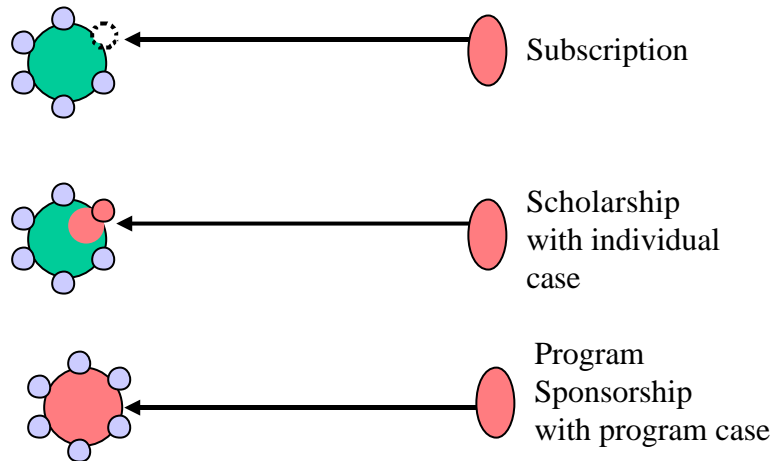 Subscription
Scholarship
with individual
case
Program
Sponsorship
with program case